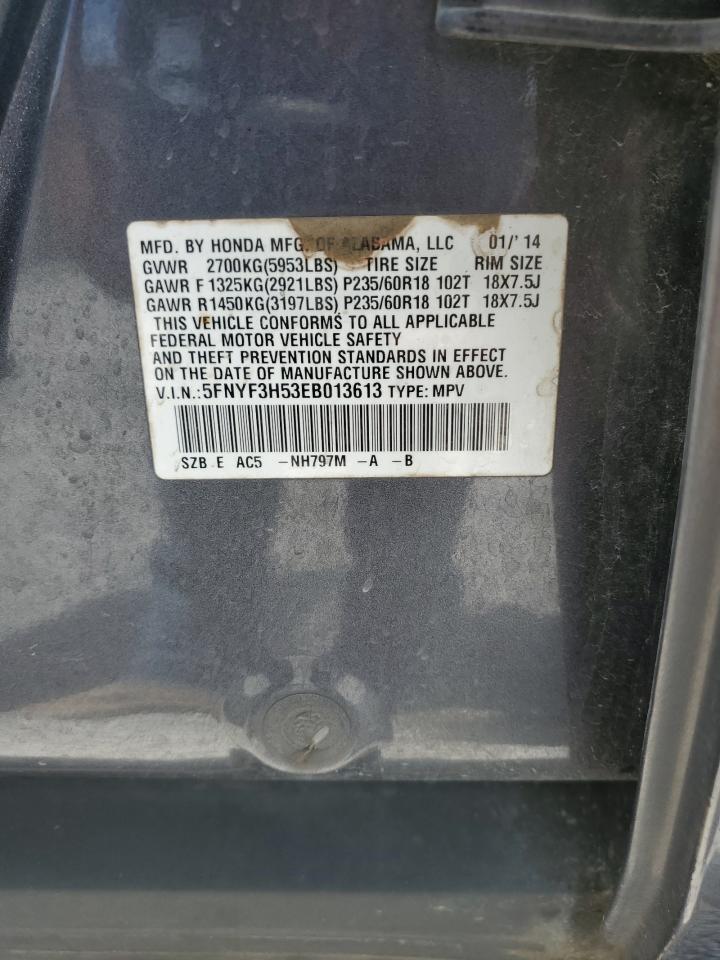 MFD. BY HONDA MFG. OF ALABAMA, LLC 01/'14
GVWR 2700KG(5953LBS) TIRE SIZE RIM SIZE
GAWR F 1325KG(2921LBS) P235/60R18 102T 18X7.5J
GAWR R1450KG(3197LBS) P235/60R18 102T 18X7.5J
THIS VEHICLE CONFORMS TO ALL APPLICABLE
FEDERAL MOTOR VEHICLE SAFETY
AND THEFT PREVENTION STANDARDS IN EFFECT
ON THE DATE OF MANUFACTURE SHOWN ABOVE.
V.I.N.:5FNYF3H53EB013613 TYPE: MPV
SZB E AC5 -NH797M -A -B